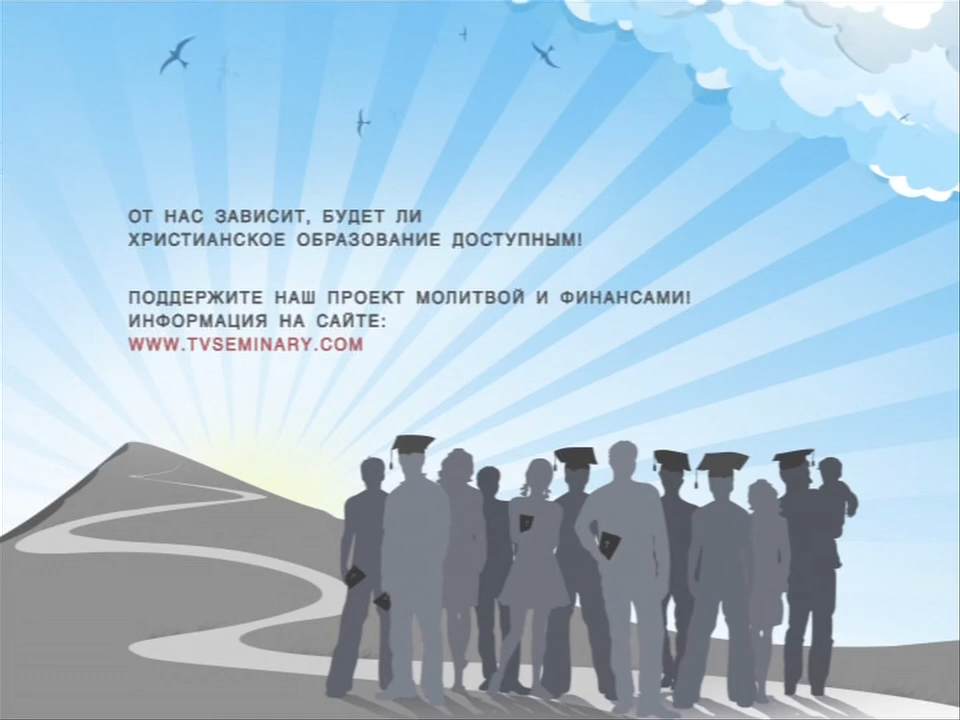 ОТ НАС ЗАВИСИТ, БУДЕТ ЛИ
ХРИСТИАНСКОЕ ОБРАЗОВАНИЕ ДОСТУПНЫМ!
ПОДДЕРЖИТЕ НАШ ПРОЕКТ МОЛИТВОЙ И ФИНАНСАМИ!
ИНФОРМАЦИЯ НА САЙТЕ:
WWW.TVSEMINARY.COM